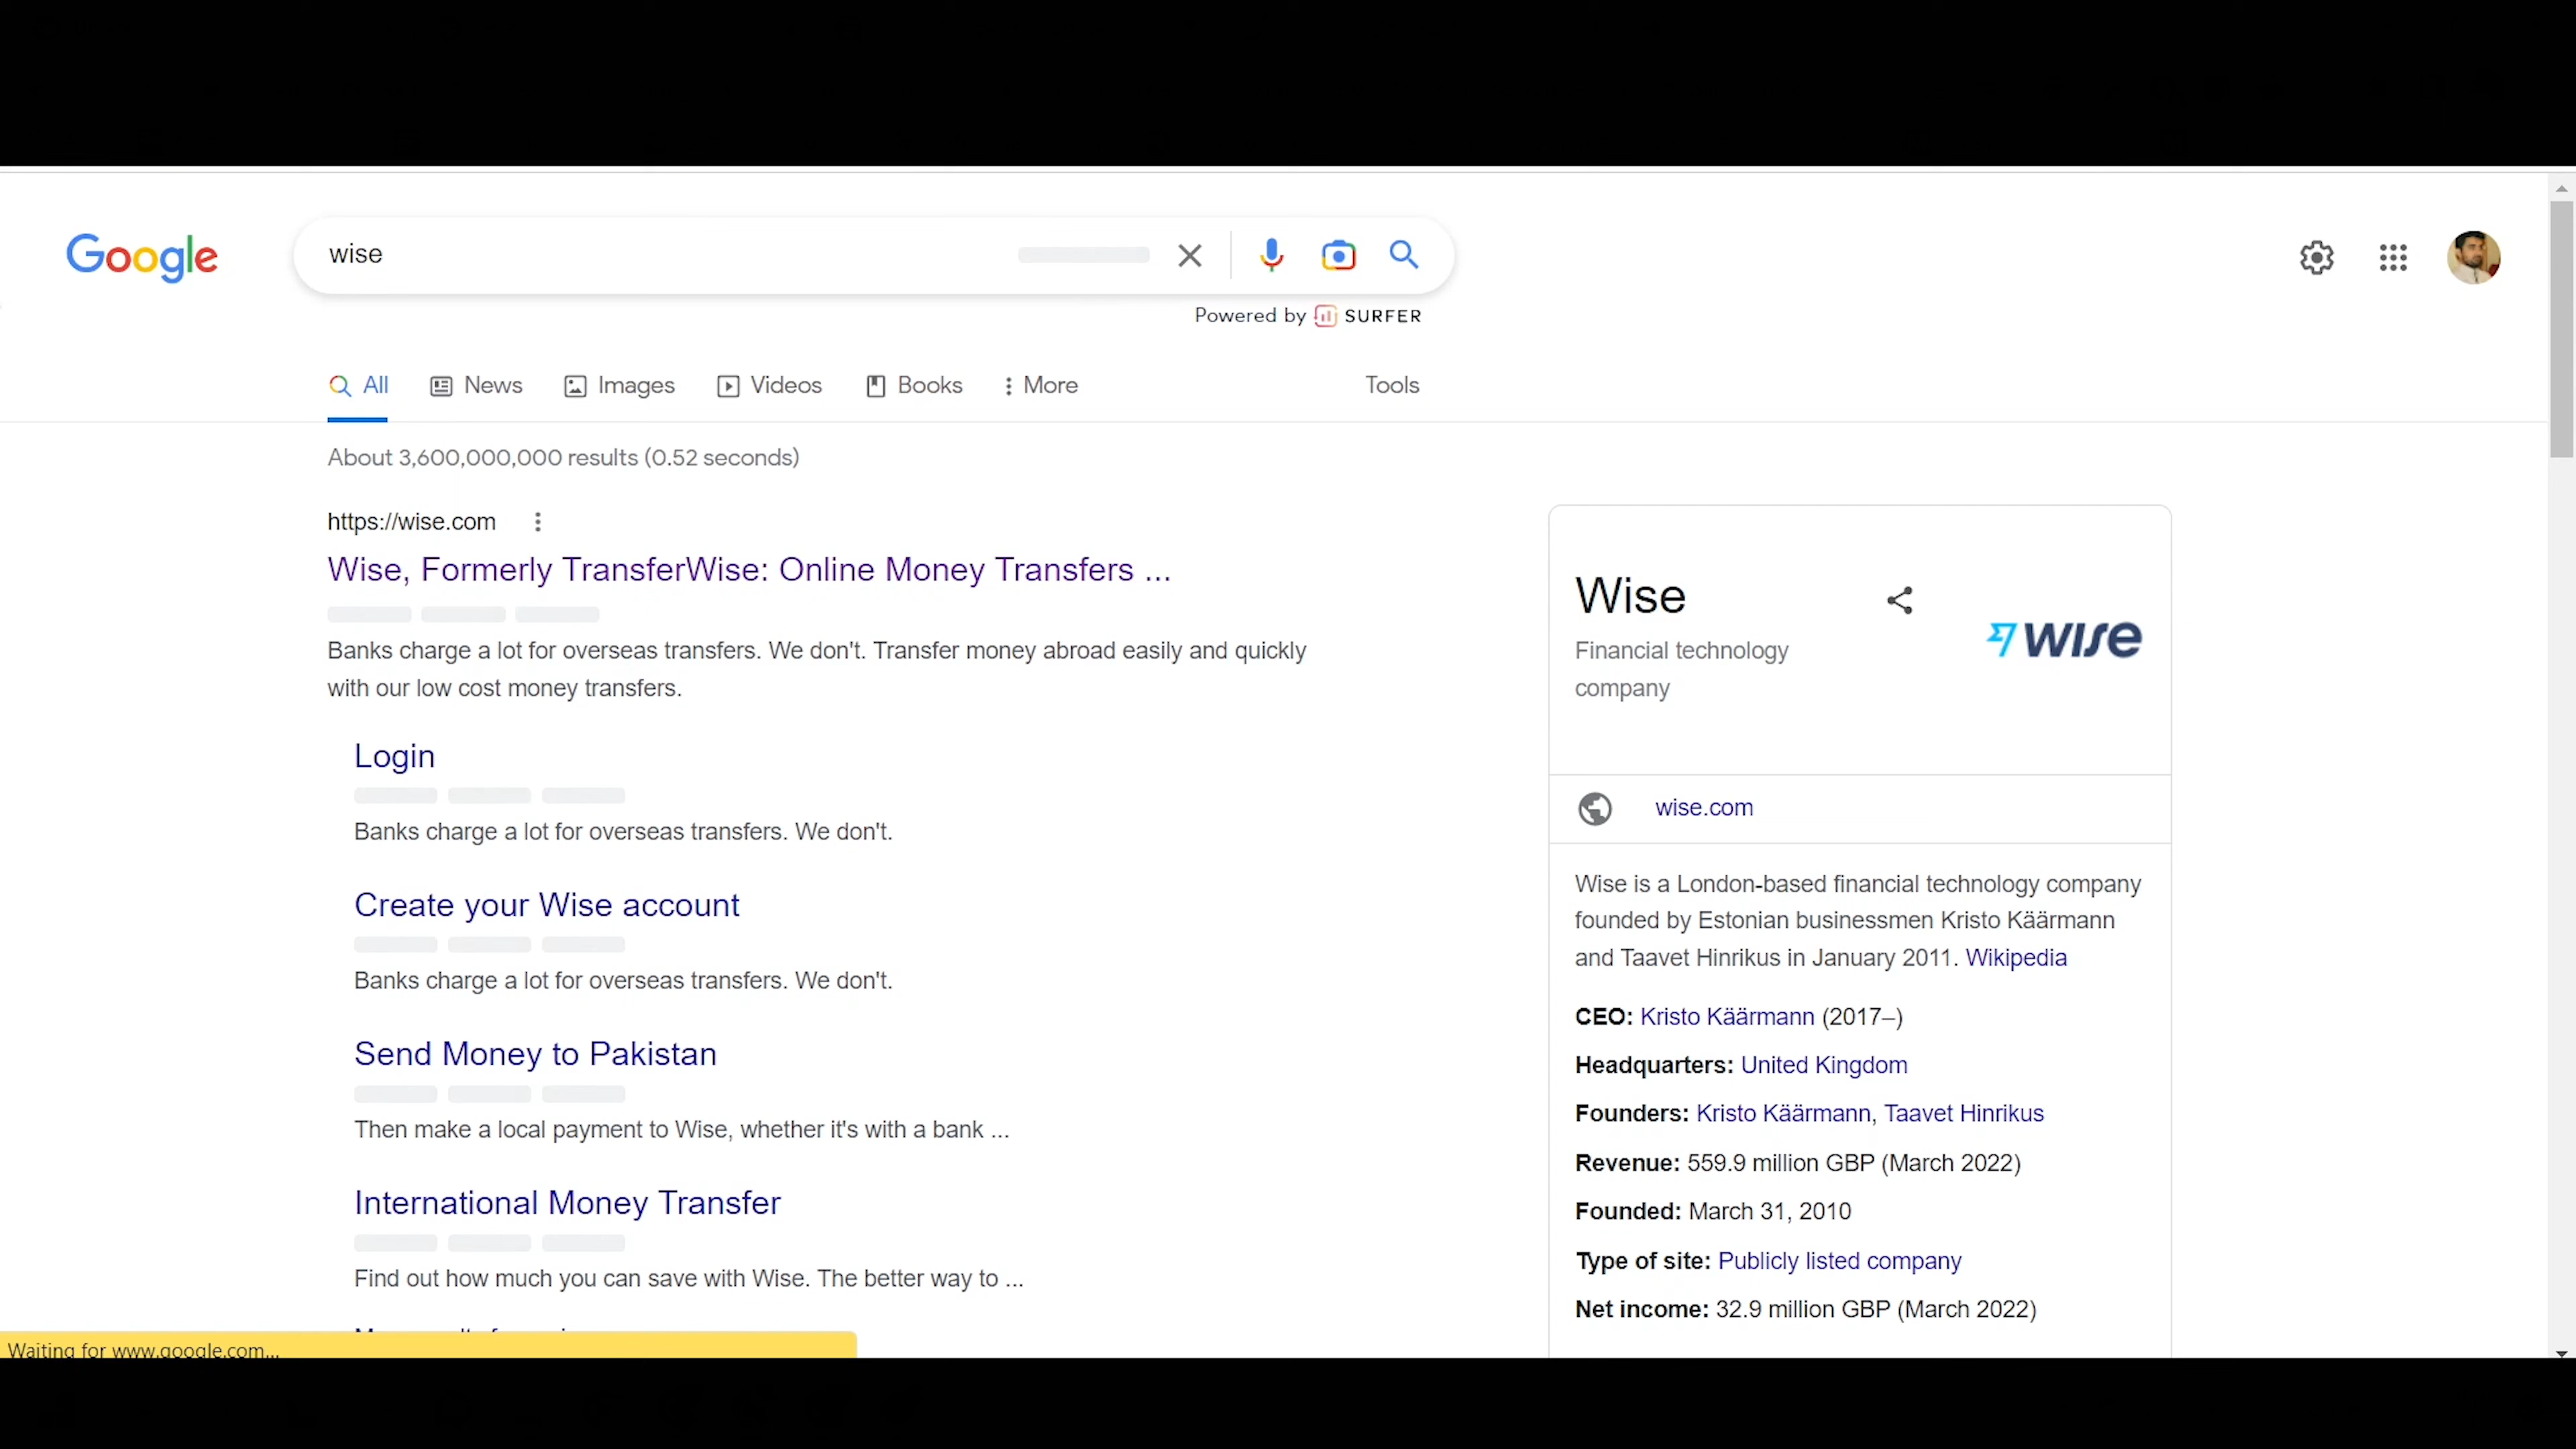 Google
wise
Powered by SURFER
All
News
Images
Videos
Books
More
Tools
About 3,600,000,000 results (0.52 seconds)
https://wise.com
Wise, Formerly TransferWise: Online Money Transfers ...
Banks charge a lot for overseas transfers. We don't. Transfer money abroad easily and quickly
with our low cost money transfers.
Login
Banks charge a lot for overseas transfers. We don't.
Create your Wise account
Banks charge a lot for overseas transfers. We don't.
Send Money to Pakistan
Then make a local payment to Wise, whether it's with a bank ...
International Money Transfer
Find out how much you can save with Wise. The better way to ...
Waiting for www.google.com...
Wise
Financial technology
company
wise
wise.com
Wise is a London-based financial technology company
founded by Estonian businessmen Kristo Käärmann
and Taavet Hinrikus in January 2011. Wikipedia
CEO: Kristo Käärmann (2017–)
Headquarters: United Kingdom
Founders: Kristo Käärmann, Taavet Hinrikus
Revenue: 559.9 million GBP (March 2022)
Founded: March 31, 2010
Type of site: Publicly listed company
Net income: 32.9 million GBP (March 2022)